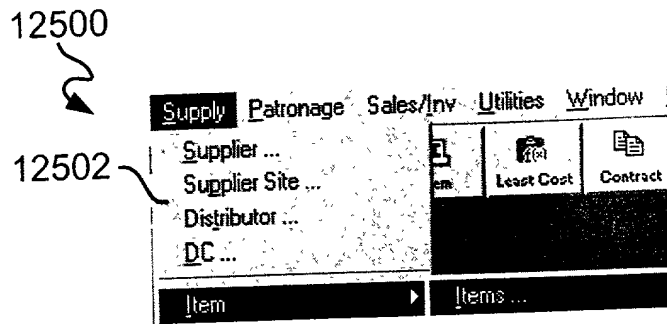 12500
Supply Patronage Sales/Inv Utilities Window
Supplier ...
12502
Supplier Site ...
Least Cost Contract
Distributor ...
DC ...
Item Items ...